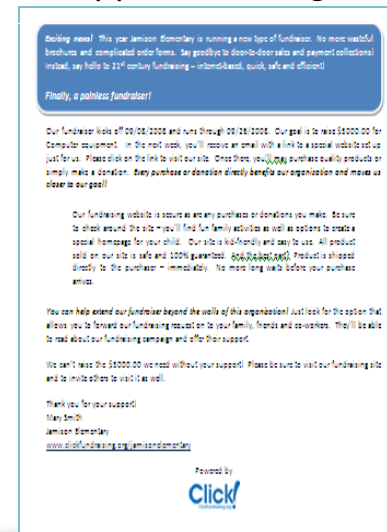 Exciting news! This year Jamison Elementary is running a new type of fundraiser. No more wasteful
brochures and complicated order forms. Say goodbye to door-to-door sales and payment collections!
Instead, say hello to 21st century fundraising – internet-based, quick, safe and efficient!
Finally, a painless fundraiser!
Our fundraiser kicks off 09/08/2008 and runs through 09/26/2008. Our goal is to raise $5000.00 for
Computer equipment. In the next week, you'll receive an email with a link to a special website set up
just for us. Please click on the link to visit our site. Once there, you'll may purchase quality products or
simply make a donation. Every purchase or donation directly benefits our organization and moves us
closer to our goal!
Our fundraising website is secure as are any purchases or donations you make. Be sure
to check around the site – you'll find fun family activities as well as options to create a
special homepage for your child. Our site is kid-friendly and easy to use. All product
sold on our site is safe and 100% guaranteed. And the best part? Product is shipped
directly to the purchaser – immediately. No more long waits before your purchase
arrives.
You can help extend our fundraiser beyond the walls of this organization! Just look for the option that
allows you to forward our fundraising request on to your family, friends and co-workers. They'll be able
to read about our fundraising campaign and offer their support.
We can't raise the $5000.00 we need without your support! Please be sure to visit our fundraising site
and to invite others to visit it as well.
Thank you for your support!
Mary Smith
Jamison Elementary
www.clickfundraising.org/jamisonelementary
Powered by
Click!